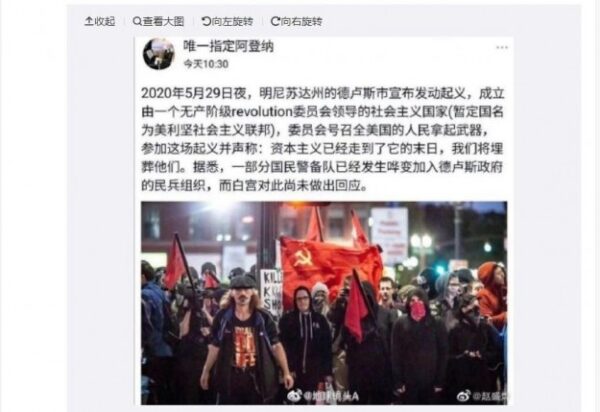 收起 查看大图 向左旋转 向右旋转
唯一指定阿登纳
今天10:30
2020年5月29日夜，明尼苏达州的德卢斯市宣布发动起义，成立
由一个无产阶级revolution委员会领导的社会主义国家(暂定国名
为美利坚社会主义联邦)，委员会号召全美国的人民拿起武器，
参加这场起义并声称：资本主义已经走到了它的末日，我们将埋
葬他们。据悉，一部分国民警备队已经发生哗变加入德卢斯政府
的民兵组织，而白宫对此尚未做出回应。